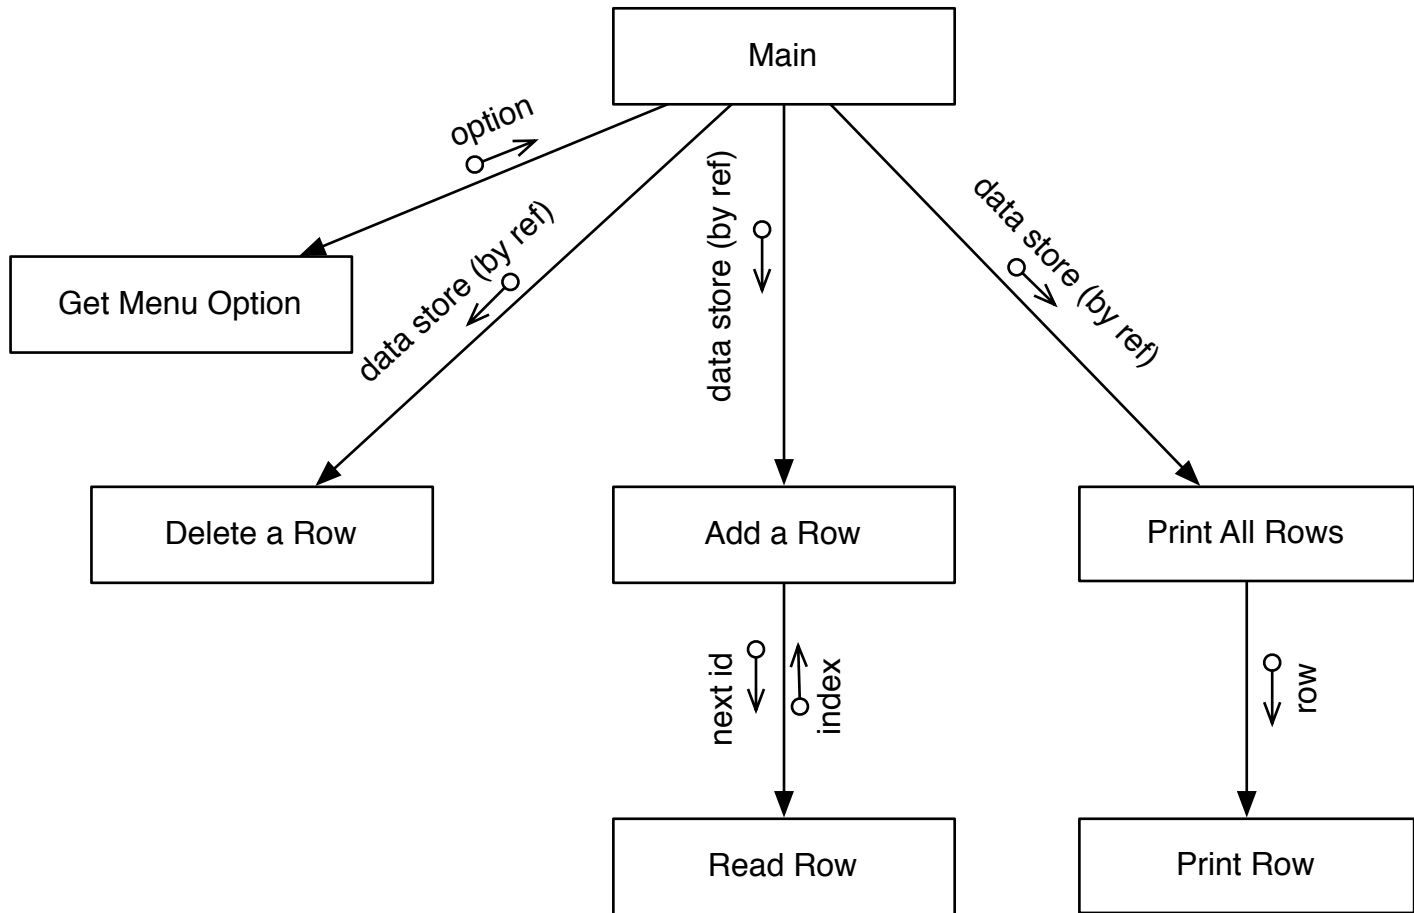 Main
option
data store (by ref)
data store (by ref)
data store (by ref)
Get Menu Option
Delete a Row
Add a Row
Print All Rows
next id
index
row
Read Row
Print Row